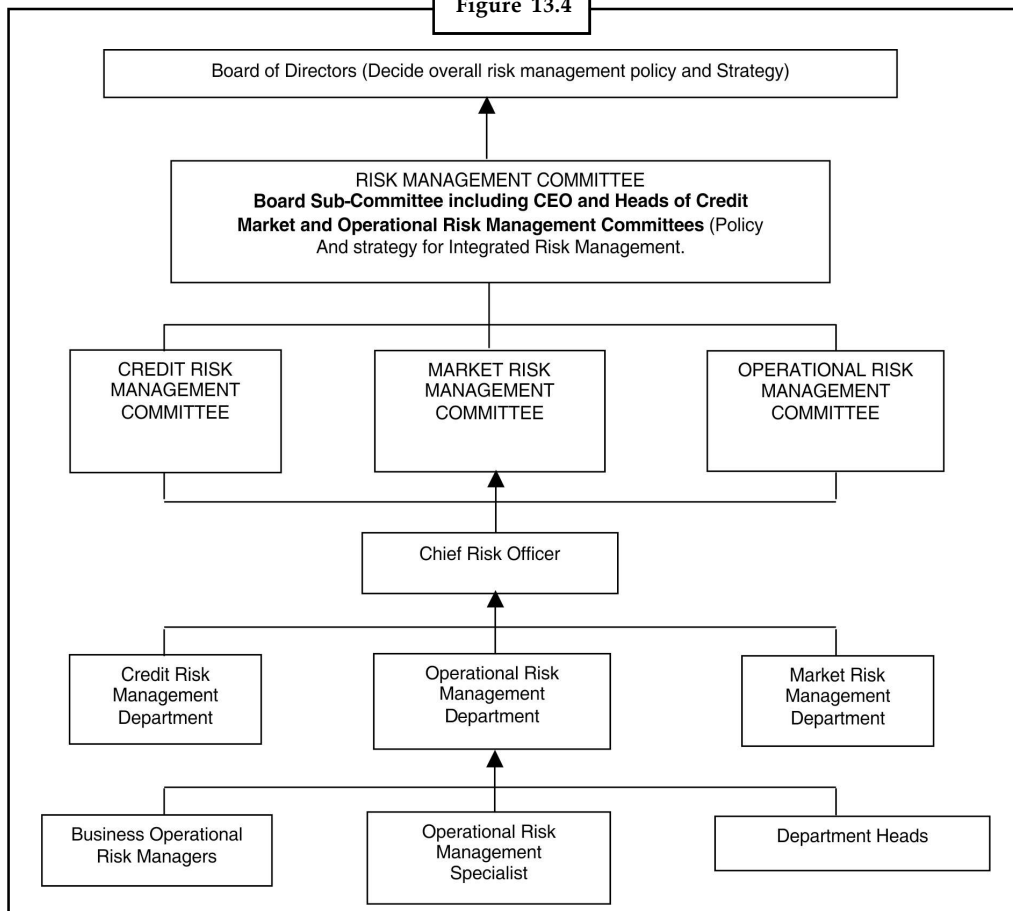 Figure 13.4
Board of Directors (Decide overall risk management policy and Strategy)
RISK MANAGEMENT COMMITTEE
Board Sub-Committee including CEO and Heads of Credit
Market and Operational Risk Management Committees (Policy
And strategy for Integrated Risk Management.
CREDIT RISK
MANAGEMENT
COMMITTEE
MARKET RISK
MANAGEMENT
COMMITTEE
OPERATIONAL RISK
MANAGEMENT
COMMITTEE
Chief Risk Officer
Credit Risk
Management
Department
Operational Risk
Management
Department
Market Risk
Management
Department
Business Operational
Risk Managers
Operational Risk
Management
Specialist
Department Heads